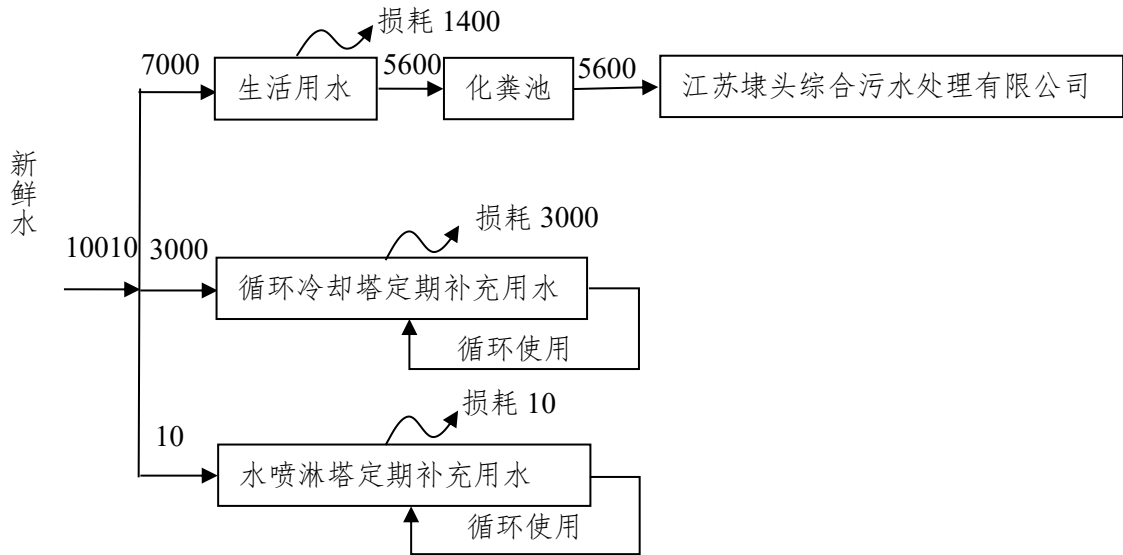 损耗 1400
7000
生活用水
5600
化粪池
5600
江苏埭头综合污水处理有限公司
新鲜水
10010
3000
损耗 3000
循环冷却塔定期补充用水
循环使用
10
损耗 10
水喷淋塔定期补充用水
循环使用